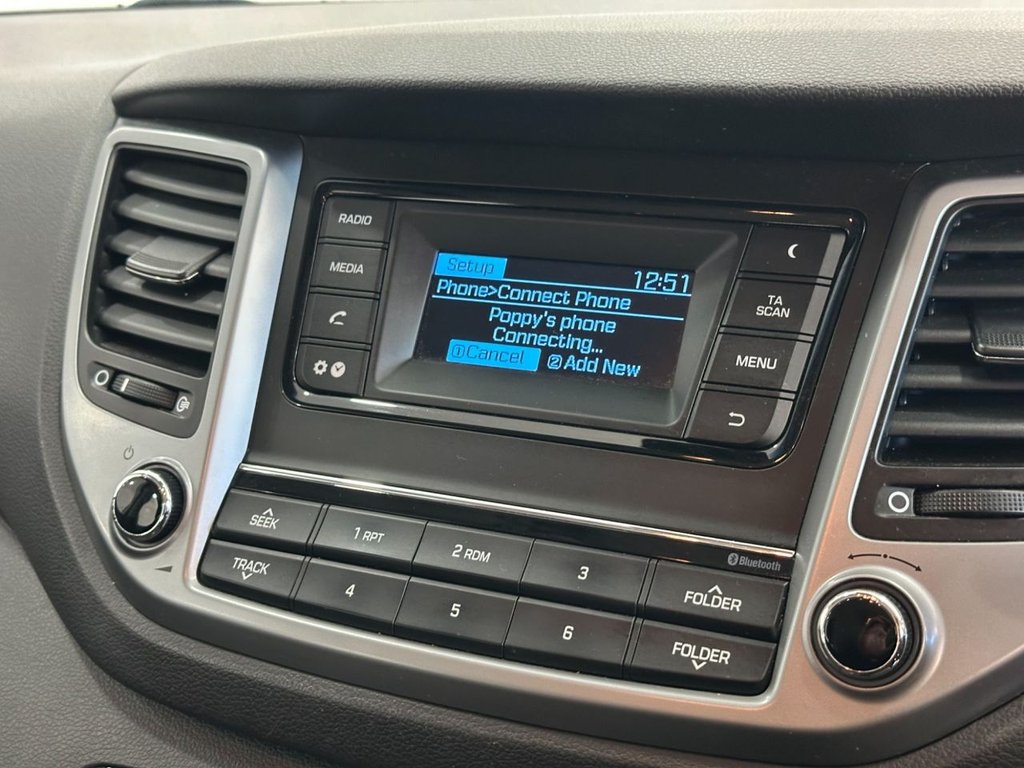 RADIO
MEDIA
Setup 12:51
Phone>Connect Phone
Poppy's phone
Connecting...
①Cancel ②Add New
TA
SCAN
MENU
SEEK
1 RPT
2 RDM
3
FOLDER
TRACK
4
5
6
FOLDER
Bluetooth